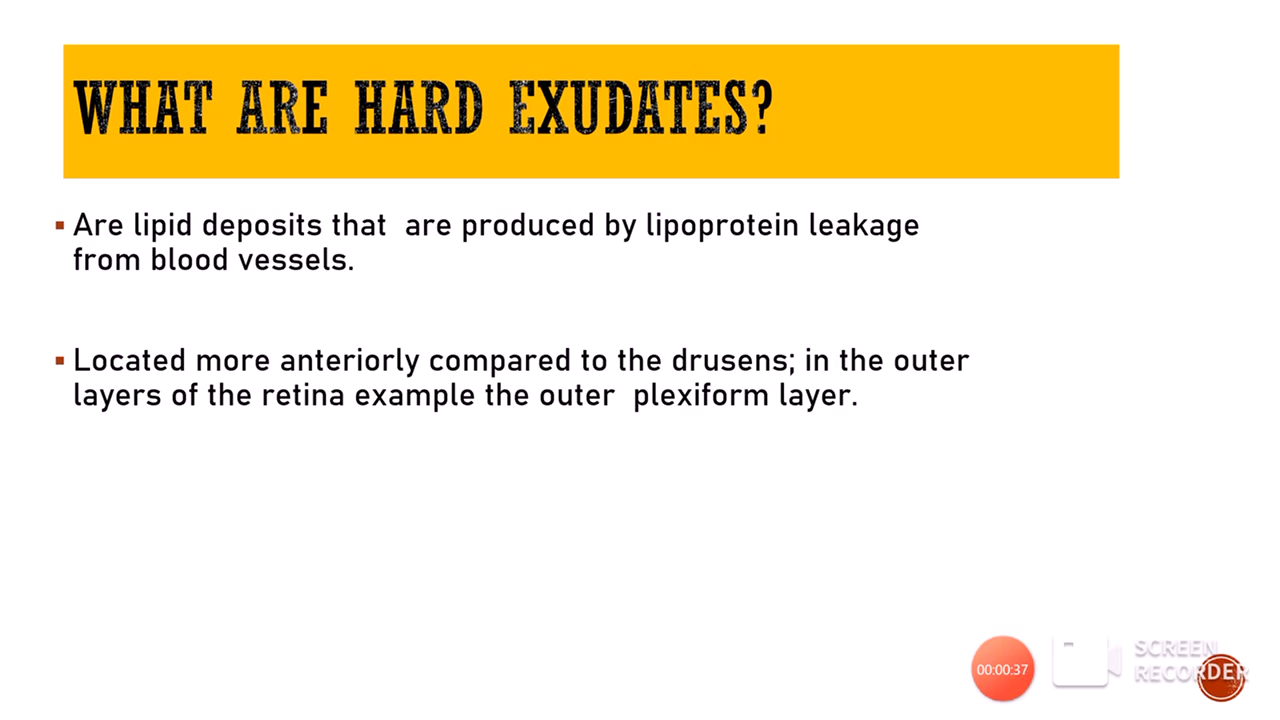 WHAT ARE HARD EXUDATES?
▪ Are lipid deposits that  are produced by lipoprotein leakage
from blood vessels.
▪ Located more anteriorly compared to the drusens; in the outer
layers of the retina example the outer  plexiform layer.
00:00:37
SCREEN
RECORDER